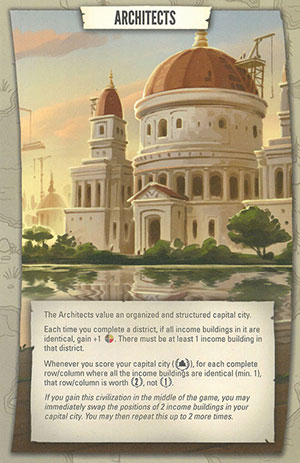 ARCHITECTS
The Architects value an organized and structured capital city.
Each time you complete a district, if all income buildings in it are
identical, gain +1 . There must be at least 1 income building in
that district.
Whenever you score your capital city ( ), for each complete
row/column where all the income buildings are identical (min. 1),
that row/column is worth 2, not 1.
If you gain this civilization in the middle of the game, you may
immediately swap the positions of 2 income buildings in your
capital city. You may then repeat this up to 2 more times.